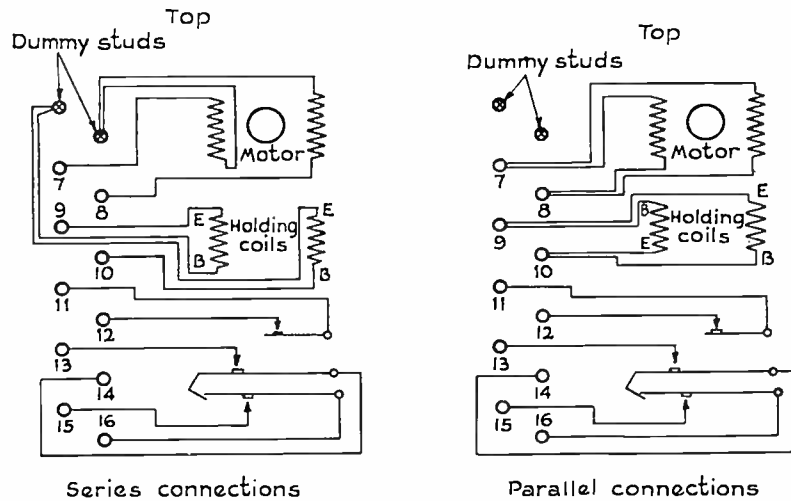 Top
Dummy studs
Motor
7
8
9
E
E
Holding
coils
10
B
B
11
12
13
14
15
16
Series connections
Top
Dummy studs
Motor
7
8
E
9
B
Holding
coils
E
10
B
11
12
13
14
15
16
Parallel connections